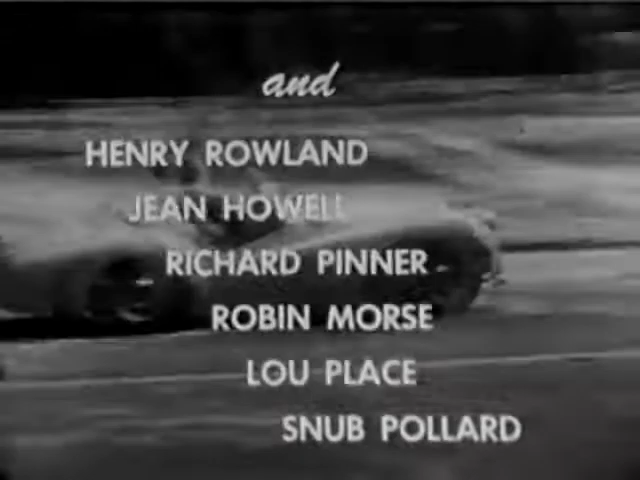 and
HENRY ROWLAND
JEAN HOWELL
RICHARD PINNER
ROBIN MORSE
LOU PLACE
SNUB POLLARD